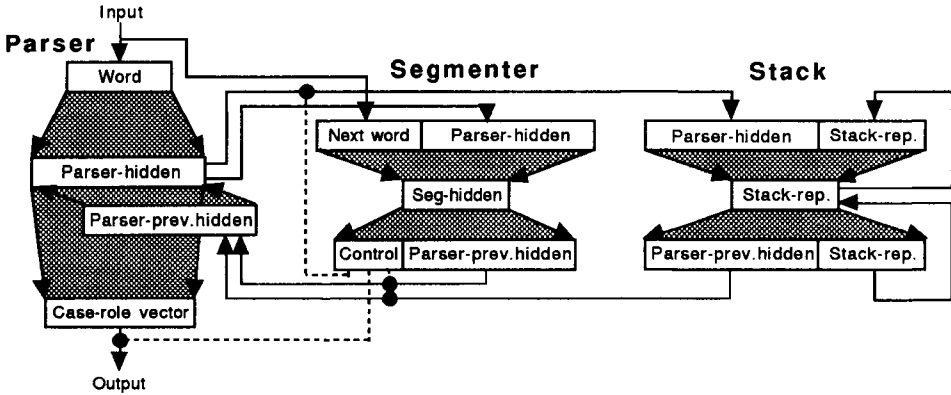 Input
Parser
Segmenter
Stack
Word
Next word
Parser-hidden
Parser-hidden
Stack-rep.
Parser-hidden
Seg-hidden
Stack-rep.
Parser-prev.hidden
Control
Parser-prev.hidden
Parser-prev.hidden
Stack-rep.
Case-role vector
Output